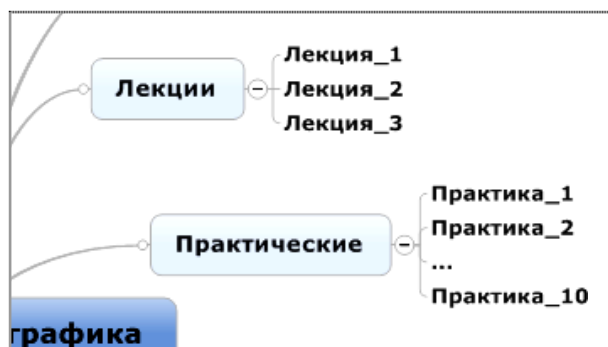 Лекции
Лекция_1
Лекция_2
Лекция_3
Практические
Практика_1
Практика_2
...
Практика_10
графика